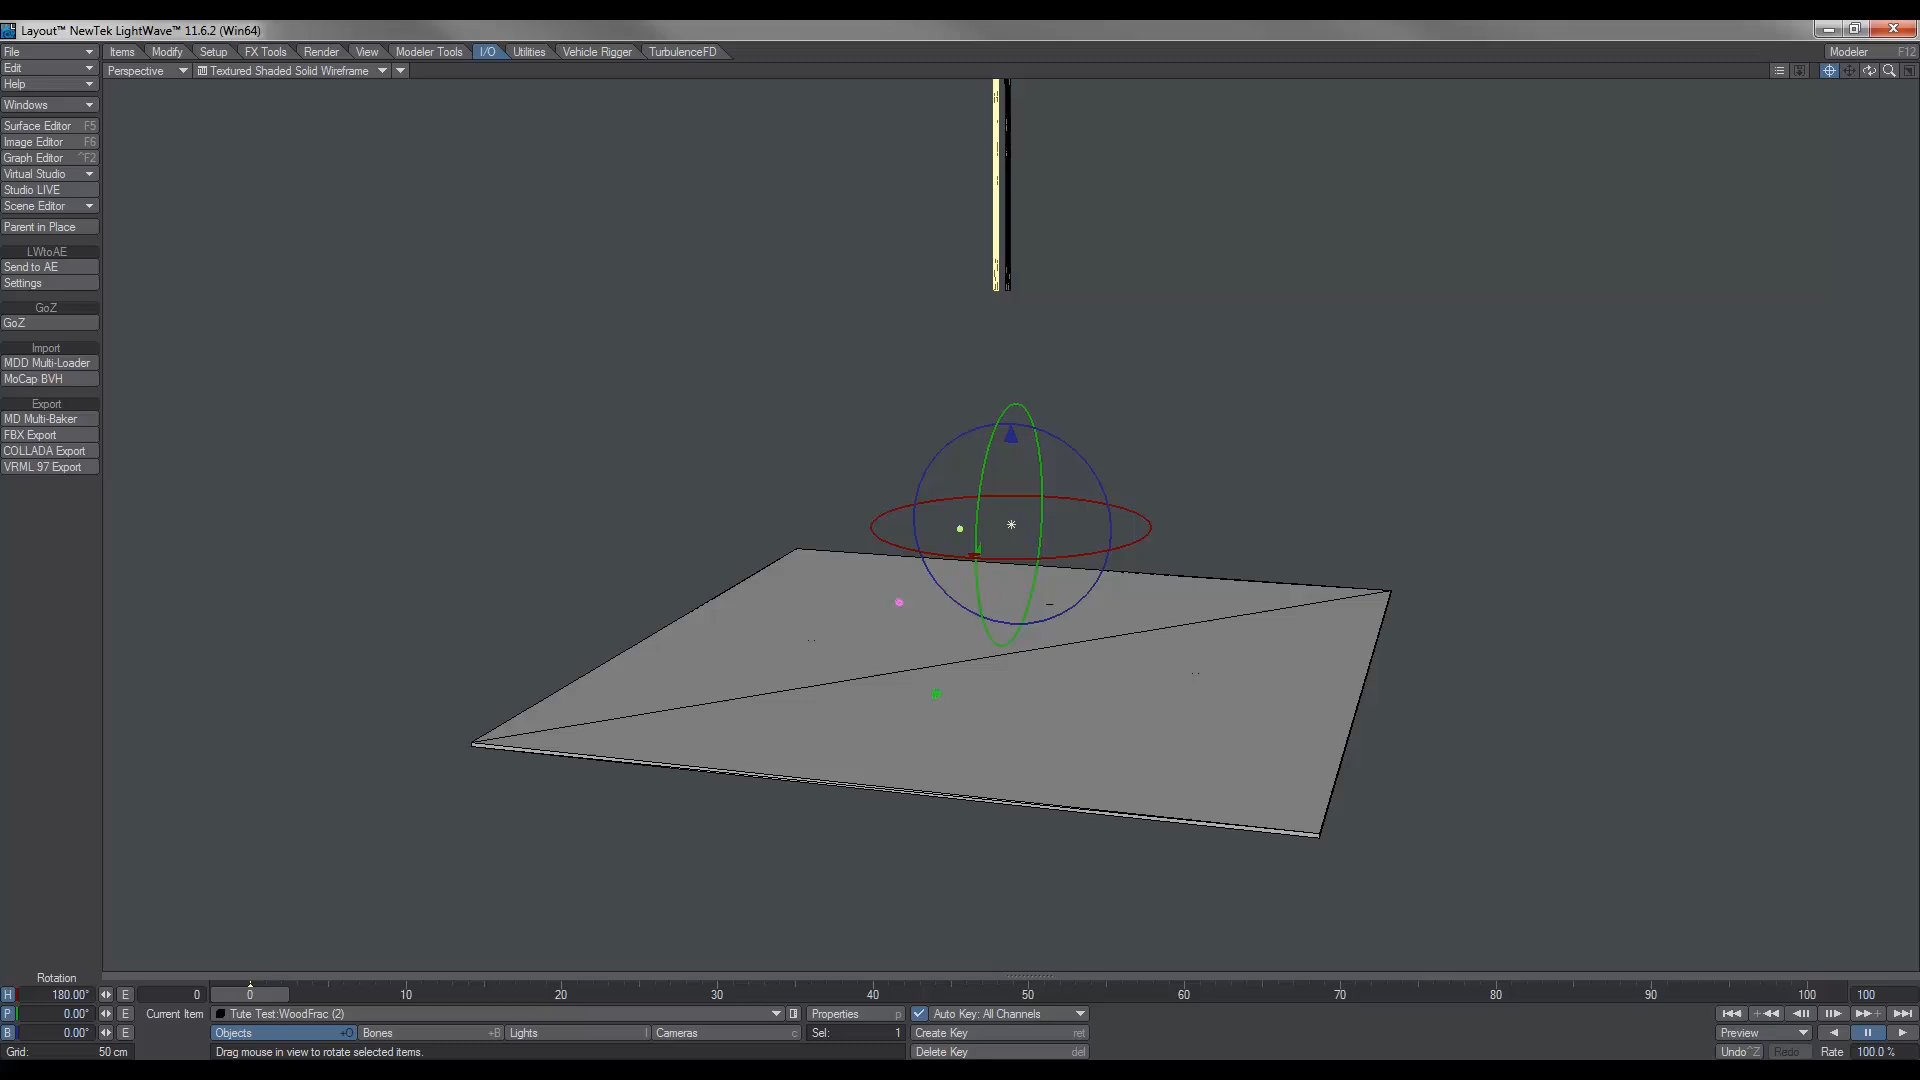 Layout™ NewTek LightWave™ 11.6.2 (Win64)
File Items Modify Setup FX Tools Render View Modeler Tools I/O Utilities Vehicle Rigger TurbulenceFD Modeler F12
Edit Perspective Textured Shaded Solid Wireframe
Help
Windows
Surface Editor F5
Image Editor F6
Graph Editor ^F2
Virtual Studio
Studio LIVE
Scene Editor
Parent in Place
LWtoAE
Send to AE
Settings
GoZ
GoZ
Import
MDD Multi-Loader
MoCap BVH
Export
MD Multi-Baker
FBX Export
COLLADA Export
VRML 97 Export
Rotation
H 180.00° E 0 0 10 20 30 40 50 60 70 80 90 100 100
P 0.00° E Current Item Tute Test:WoodFrac (2) Properties p Auto Key: All Channels
B 0.00° E Objects +O Bones +B Lights l Cameras c Sel: 1 Create Key ret Preview
Grid: 50 cm Drag mouse in view to rotate selected items. Delete Key del Undo ^Z Redo Rate 100.0 %